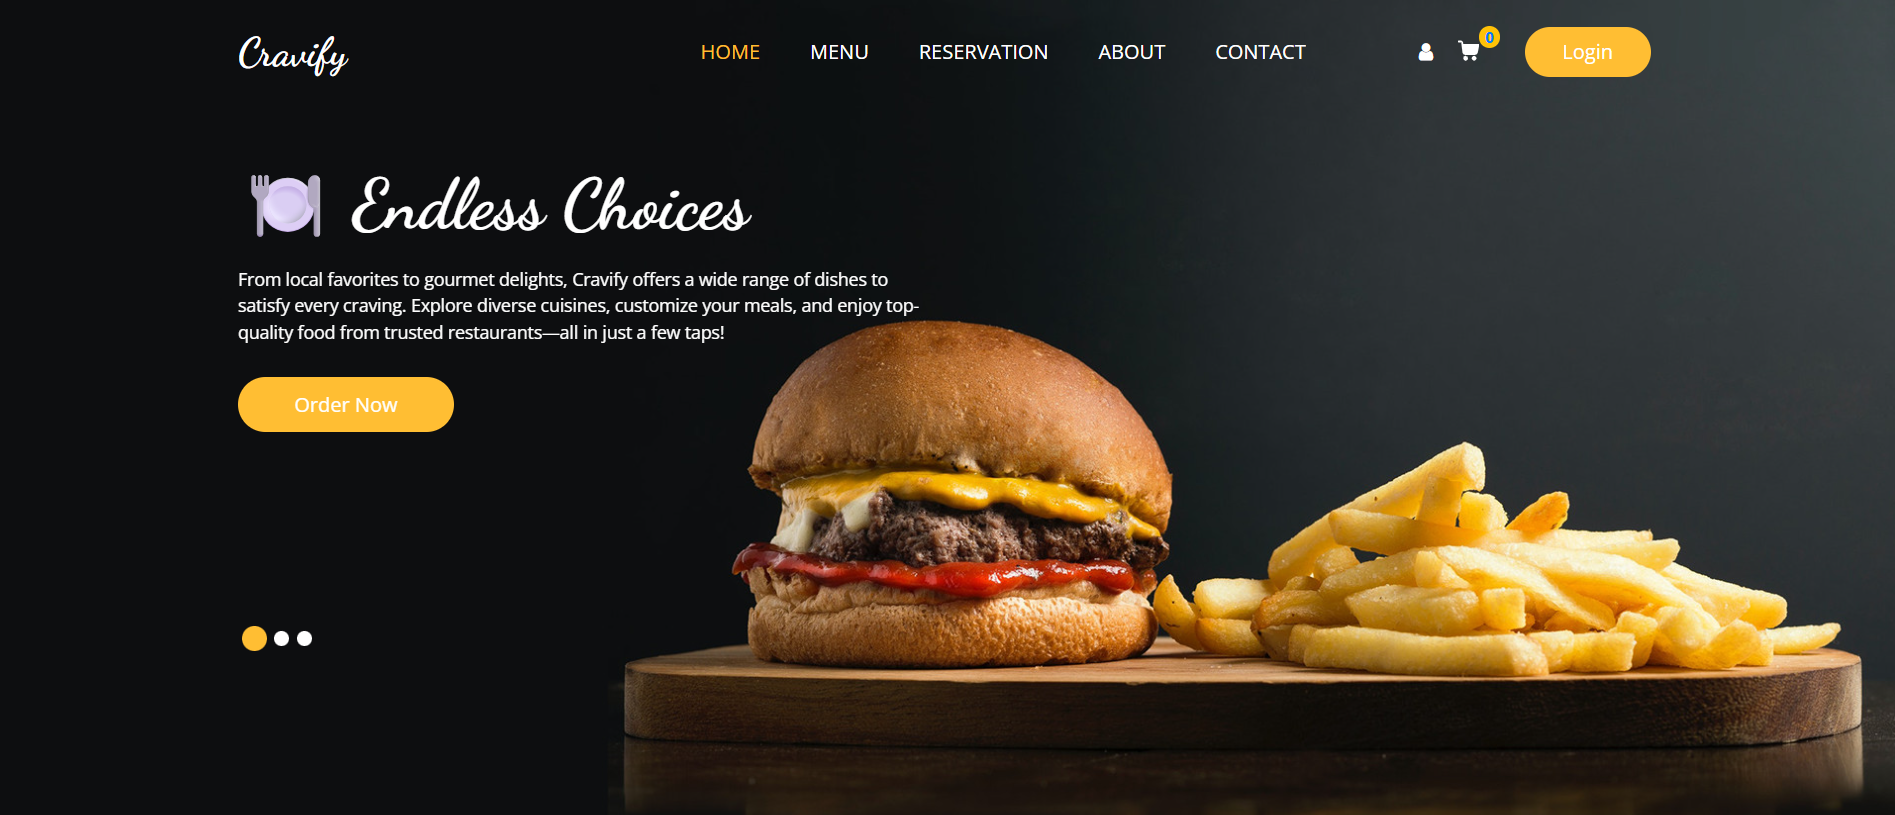 Cravify
HOME MENU RESERVATION ABOUT CONTACT 0 Login
Endless Choices
From local favorites to gourmet delights, Cravify offers a wide range of dishes to
satisfy every craving. Explore diverse cuisines, customize your meals, and enjoy top-
quality food from trusted restaurants—all in just a few taps!
Order Now